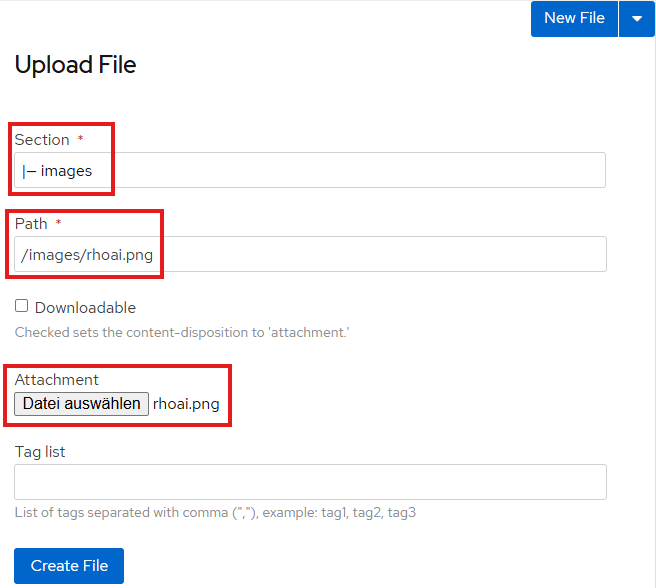 New File
Upload File
Section *
|– images
Path *
/images/rhoai.png
Downloadable
Checked sets the content-disposition to 'attachment.'
Attachment
Datei auswählen rhoai.png
Tag list
List of tags separated with comma (","), example: tag1, tag2, tag3
Create File